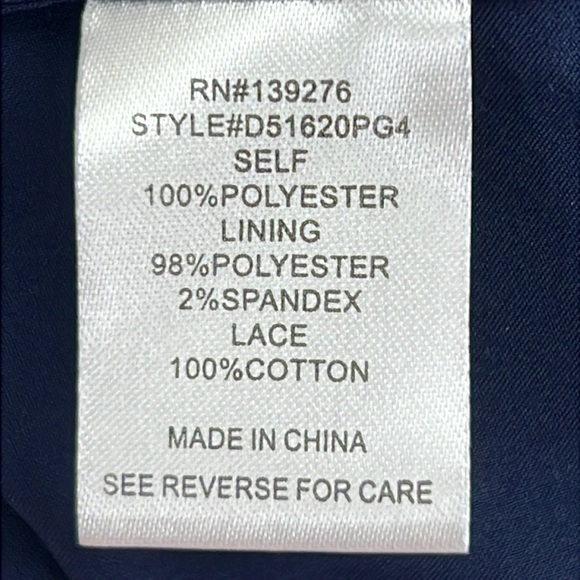 RN#139276
STYLE#D51620PG4
SELF
100%POLYESTER
LINING
98%POLYESTER
2%SPANDEX
LACE
100%COTTON
MADE IN CHINA
SEE REVERSE FOR CARE